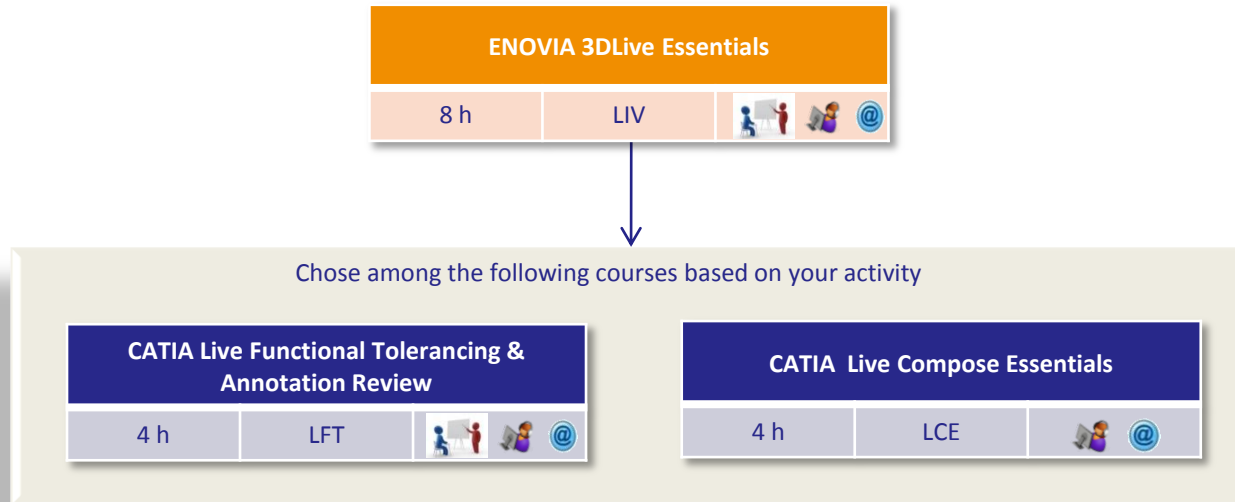 ENOVIA 3DLive Essentials
8 h LIV @
Chose among the following courses based on your activity
CATIA Live Functional Tolerancing &
Annotation Review
4 h LFT @
CATIA Live Compose Essentials
4 h LCE @